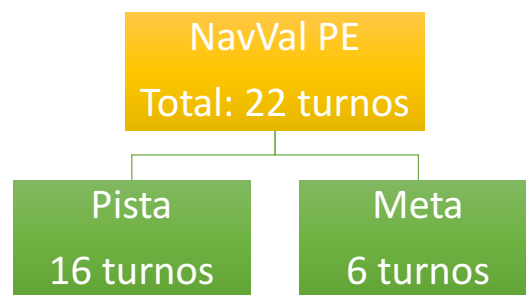 NavVal PE
Total: 22 turnos
Pista
16 turnos
Meta
6 turnos